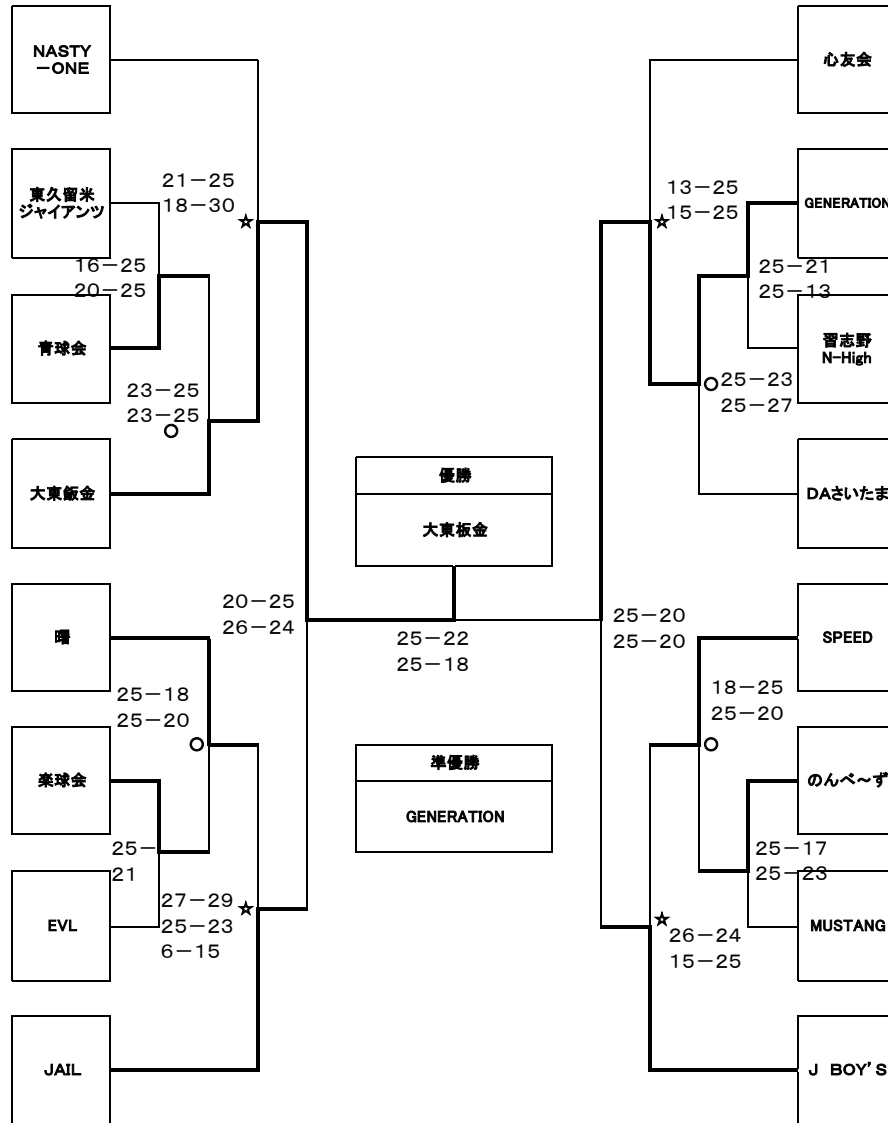 NASTY
－ONE
東久留米
ジャイアンツ
21－25
18－30
☆
16－25
20－25
青球会
23－25
23－25
○
大東鈑金
曙
20－25
26－24
25－18
25－20
○
楽球会
25－
21
EVL
27－29
25－23
6－15
☆
JAIL
優勝
大東板金
25－22
25－18
準優勝
GENERATION
心友会
13－25
15－25
☆
GENERATION
25－21
25－13
習志野
N-High
○
25－23
25－27
DAさいたま
25－20
25－20
SPEED
18－25
25－20
○
のんべ～ず
25－17
25－23
MUSTANG
☆
26－24
15－25
J BOY'S